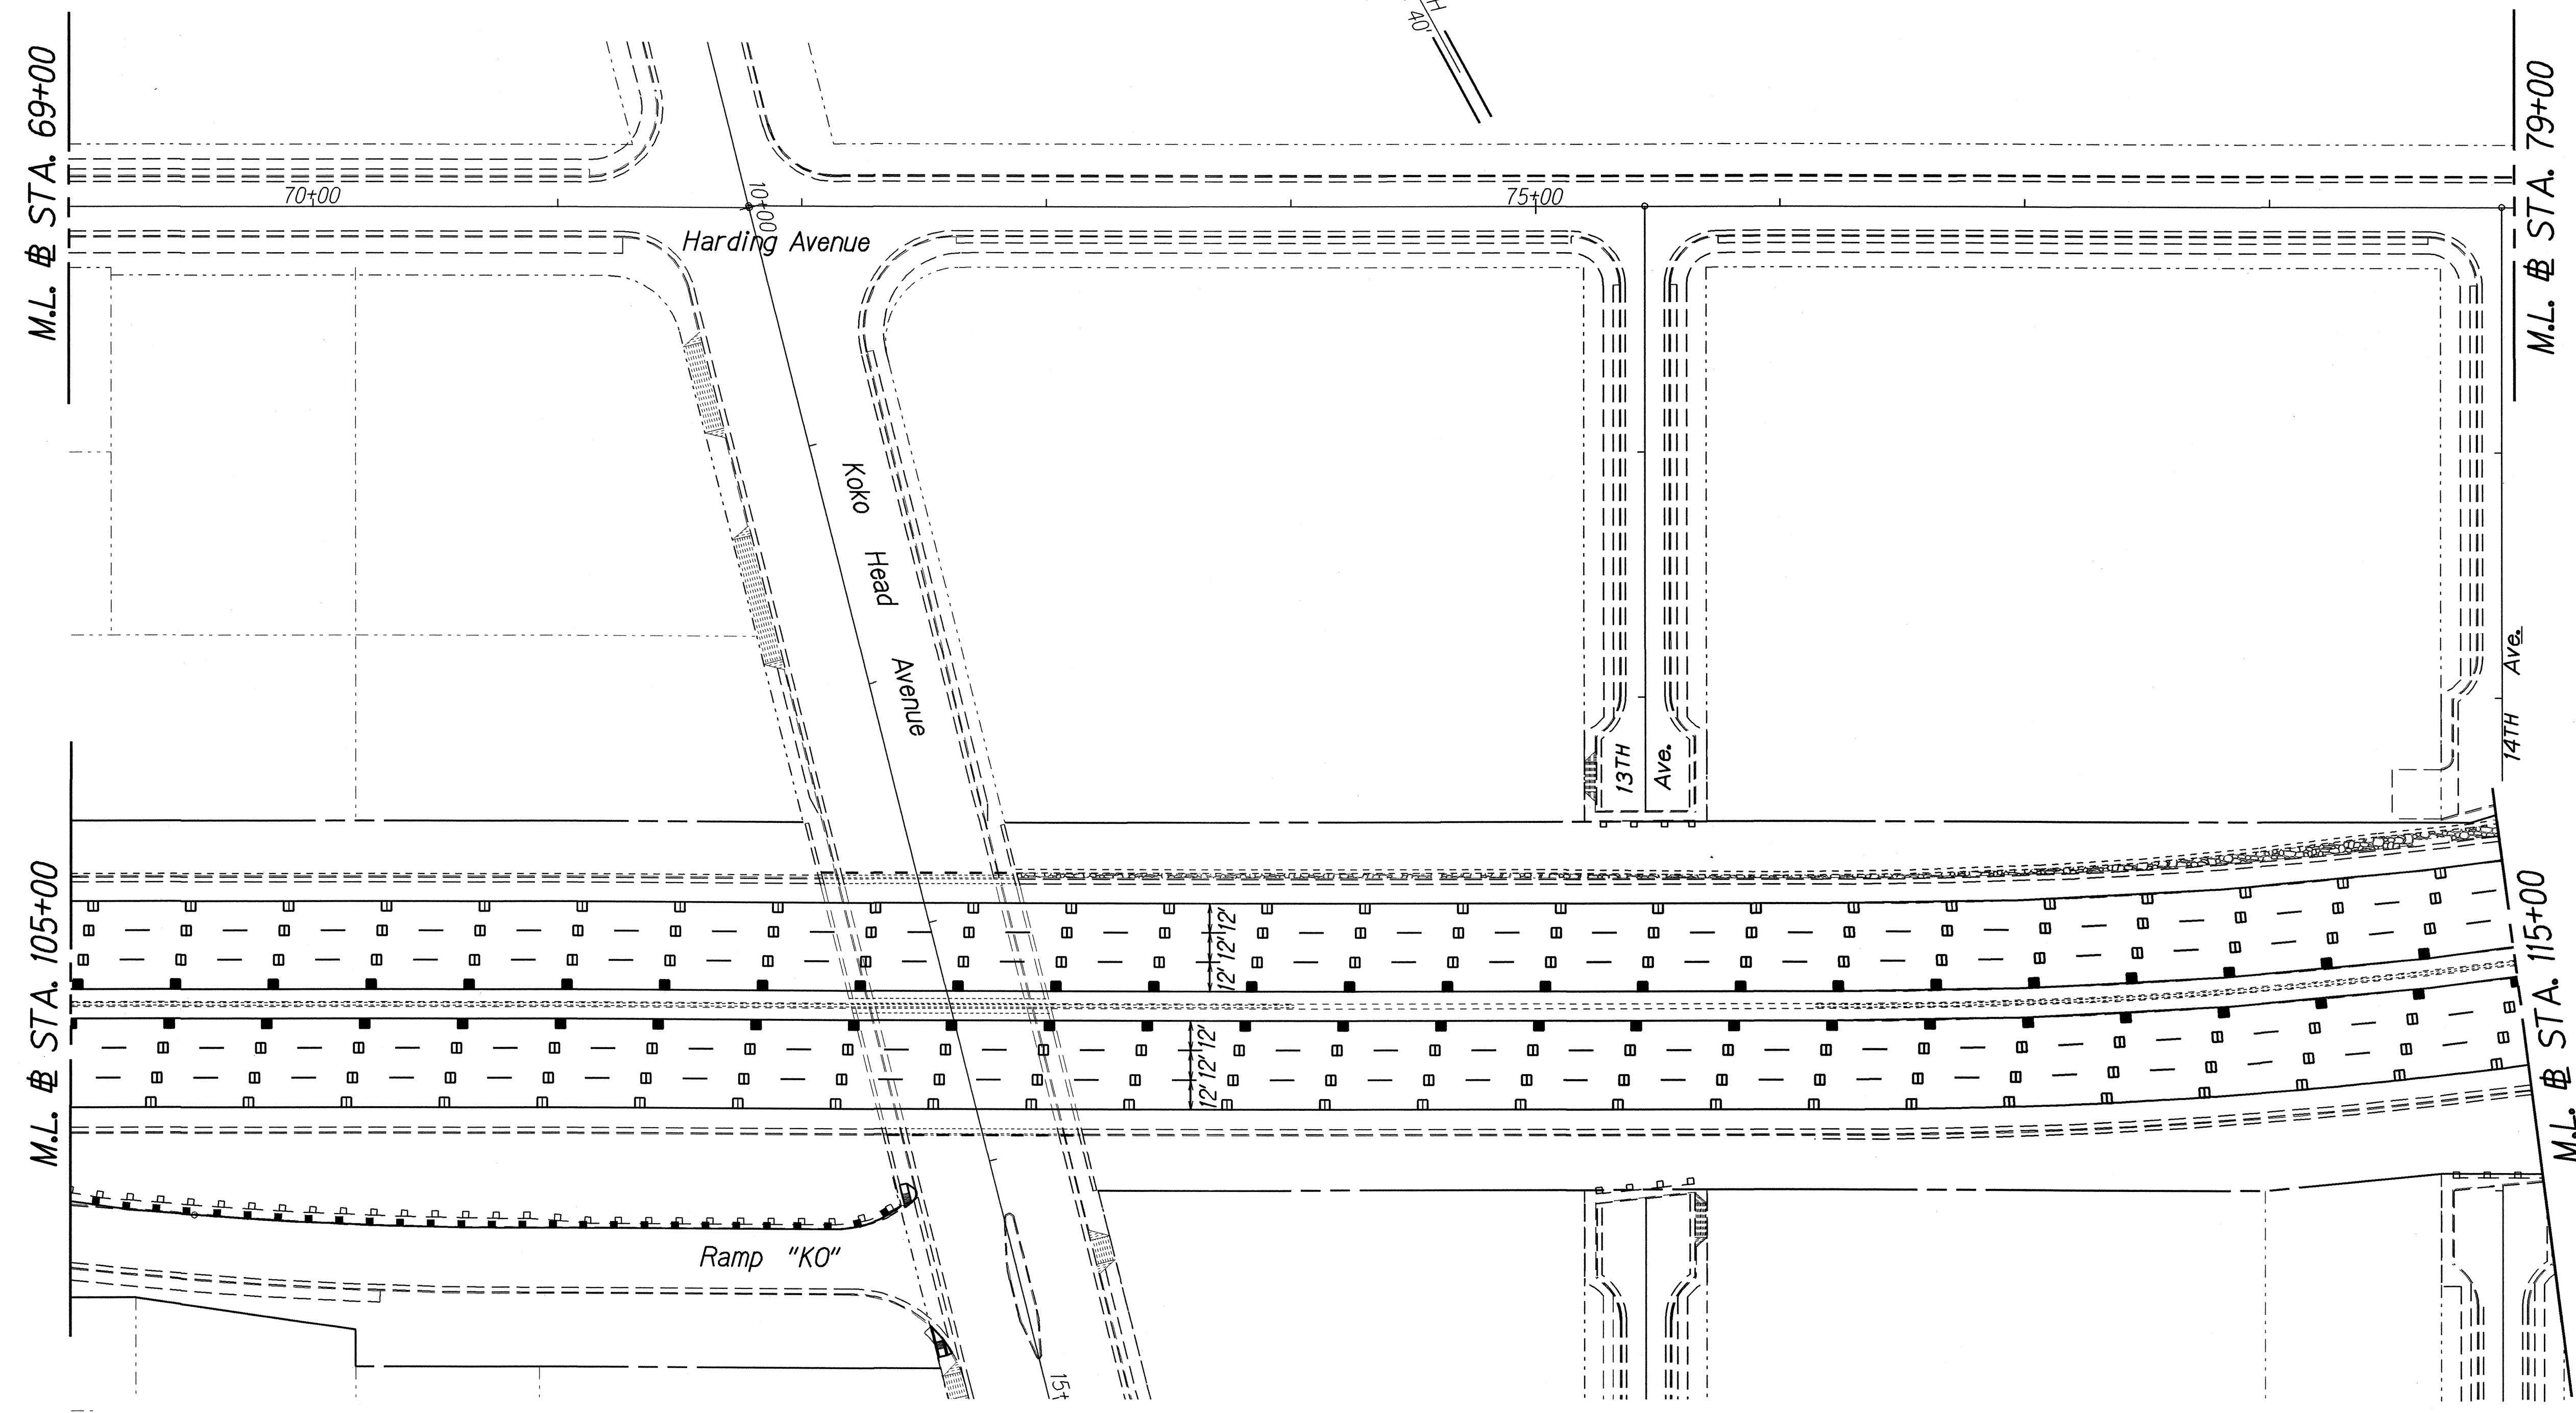 H
40'
M.L. ⅊ STA. 69+00
M.L. ⅊ STA. 79+00
70+00
10+00
75+00
Harding Avenue
Koko Head Avenue
13TH Ave.
14TH Ave.
M.L. ⅊ STA. 105+00
M.L. ⅊ STA. 115+00
12' 12' 12'
12' 12' 12'
Ramp "KO"
15+